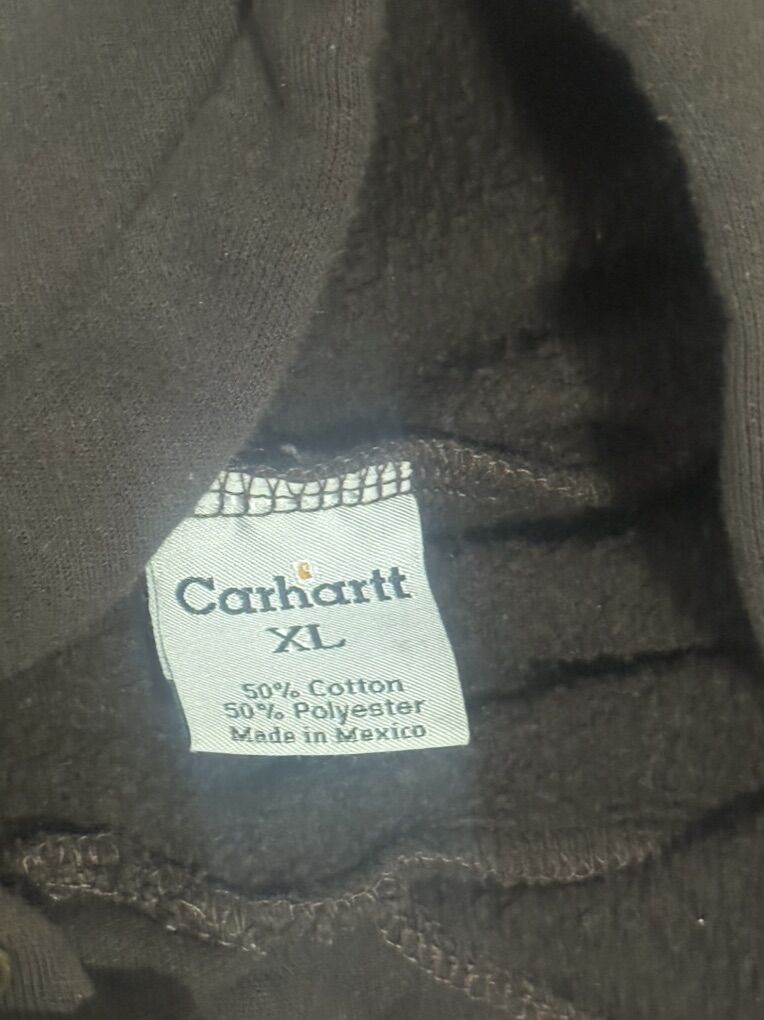 Carhartt
XL
50% Cotton
50% Polyester
Made in Mexico